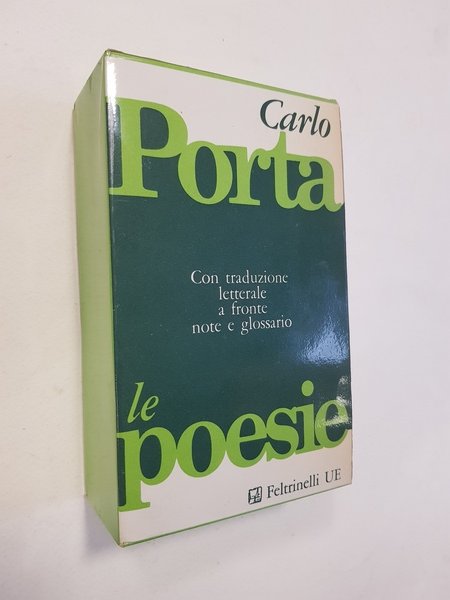 Carlo
Porta
Con traduzione
letterale
a fronte
note e glossario
le
poesie
Feltrinelli UE